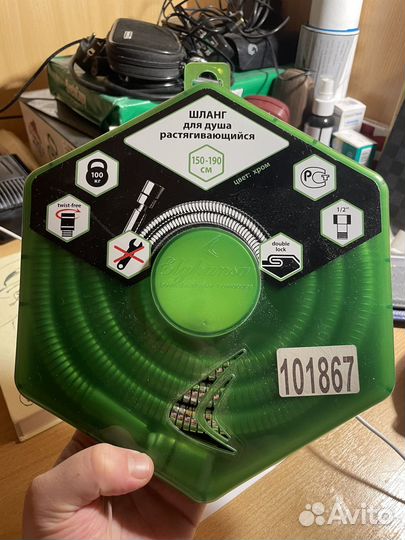 ШЛАНГ
для душа
растягивающийся
150-190
СМ
цвет: хром
100
кг
twist-free
1/2"
double
lock
101867
Avito